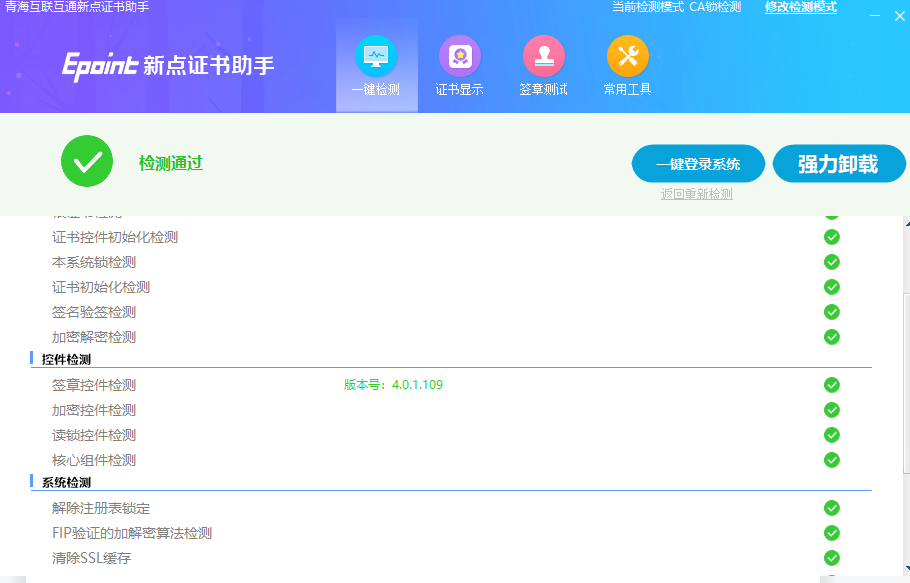 青海互联互通新点证书助手
当前检测模式 CA锁检测 修改检测模式
Epoint 新点证书助手
一键检测 证书显示 签章测试 常用工具
检测通过
一键登录系统 强力卸载
返回重新检测
证书控件初始化检测
本系统锁检测
证书初始化检测
签名验签检测
加密解密检测
控件检测
签章控件检测 版本号：4.0.1.109
加密控件检测
读锁控件检测
核心组件检测
系统检测
解除注册表锁定
FIP验证的加解密算法检测
清除SSL缓存